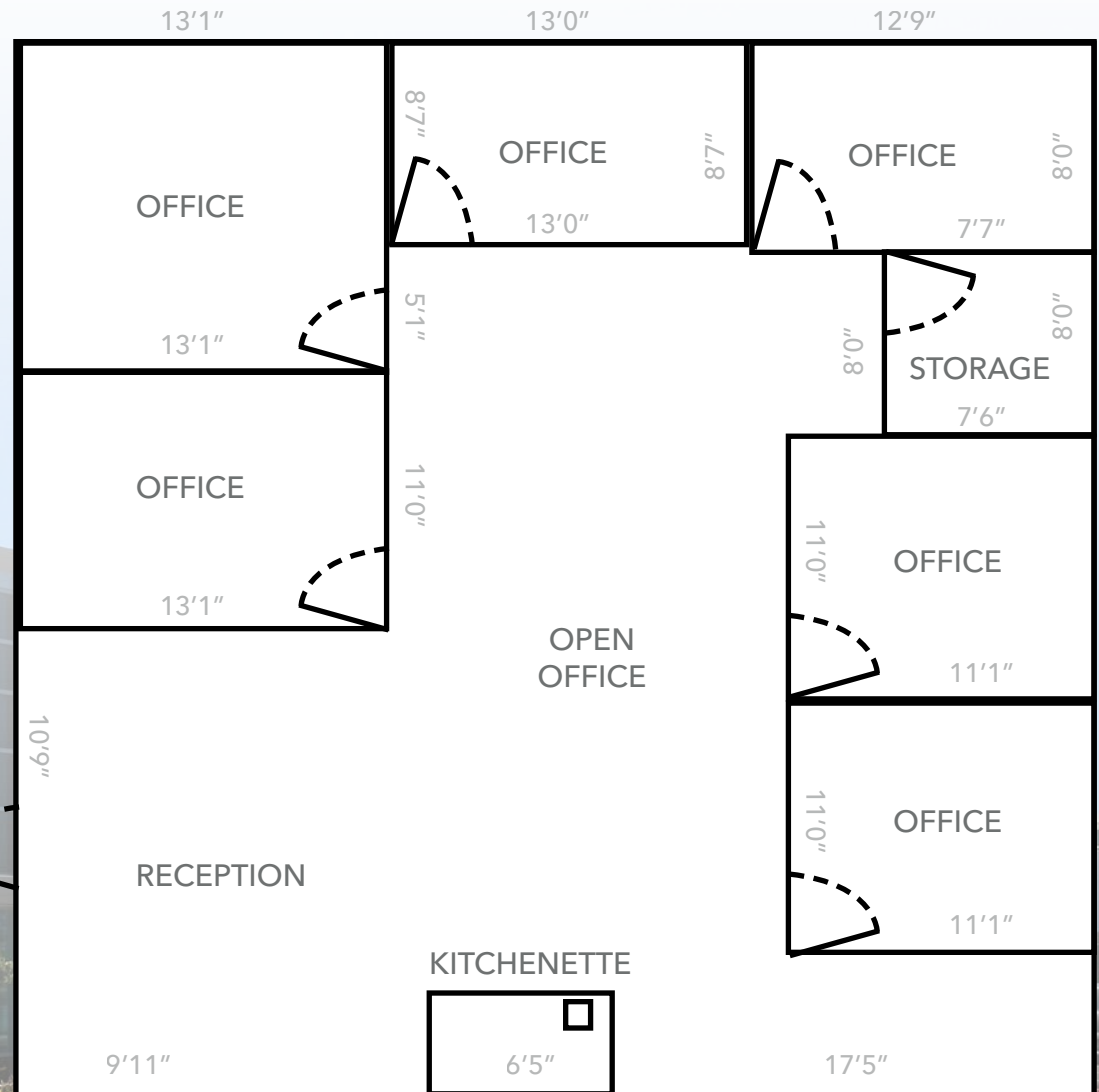 13'1"
13'0"
12'9"
8'7"
OFFICE
8'7"
OFFICE
8'0"
OFFICE
13'0"
7'7"
5'1"
8'0"
13'1"
8'0"
STORAGE
7'6"
OFFICE
11'0"
11'0"
OFFICE
13'1"
OPEN
OFFICE
11'1"
10'9"
11'0"
OFFICE
RECEPTION
11'1"
KITCHENETTE
9'11"
6'5"
17'5"